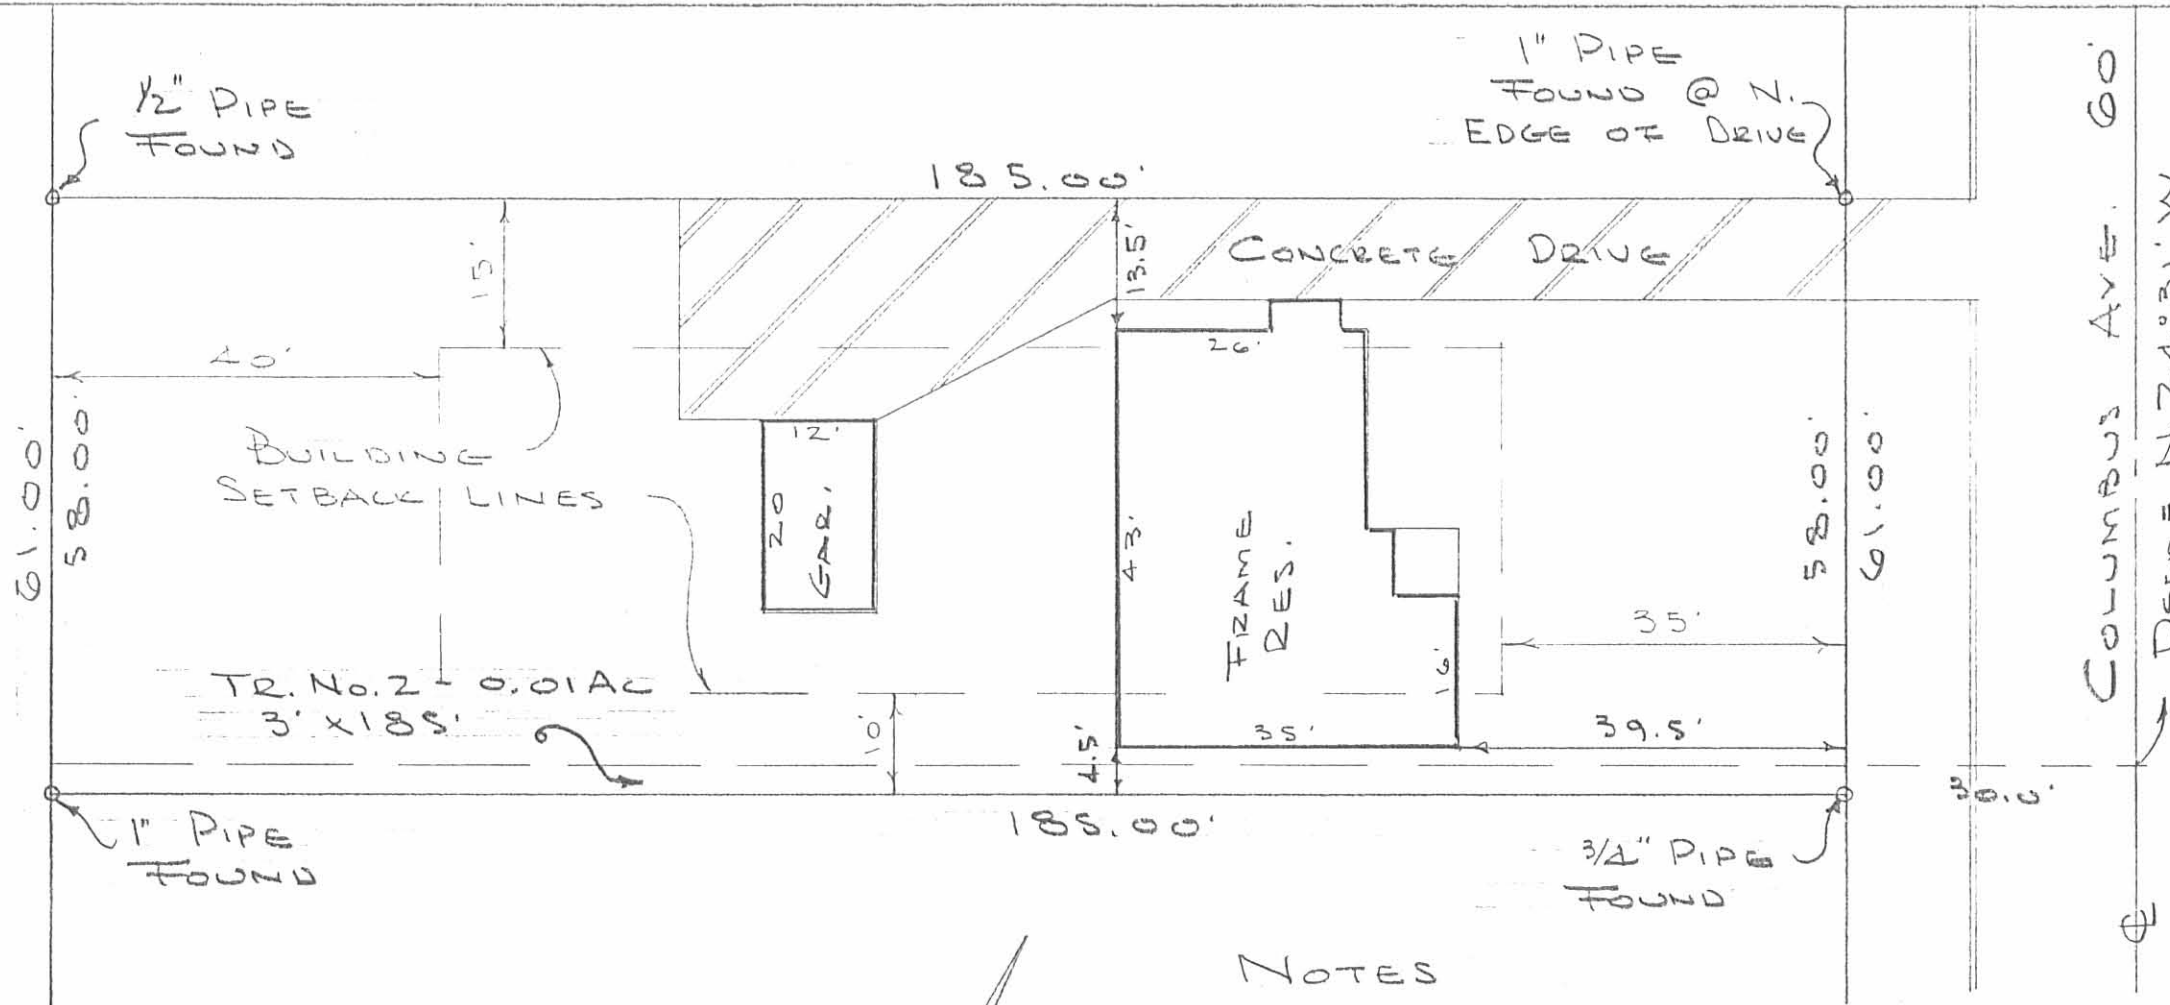 1/2" PIPE
FOUND
1" PIPE
FOUND @ N.
EDGE OF DRIVE
185.00'
15'
13.5'
CONCRETE DRIVE
40'
26'
BUILDING
SETBACK LINES
12'
20
GAR.
43'
FRAME
RES.
16'
35'
61.00'
58.00'
58.00'
61.00'
35'
TR. No. 2 - 0.01 AC
3' x 185'
10'
4.5'
39.5'
30.0'
185.00'
1" PIPE
FOUND
3/4" PIPE
FOUND
COLUMBUS AVE. 60'
NOTES